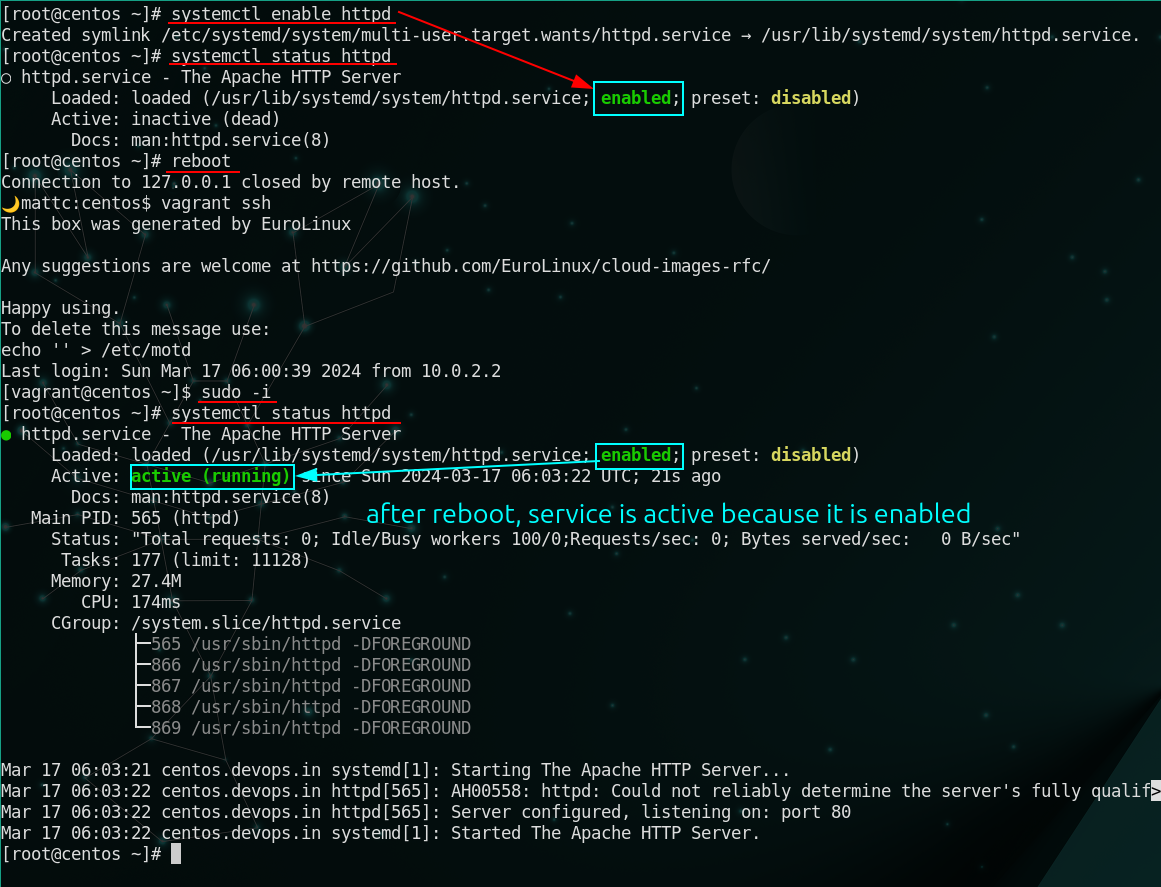 [root@centos ~]# systemctl enable httpd
Created symlink /etc/systemd/system/multi-user.target.wants/httpd.service → /usr/lib/systemd/system/httpd.service.
[root@centos ~]# systemctl status httpd
○ httpd.service - The Apache HTTP Server
     Loaded: loaded (/usr/lib/systemd/system/httpd.service; enabled; preset: disabled)
     Active: inactive (dead)
       Docs: man:httpd.service(8)
[root@centos ~]# reboot
Connection to 127.0.0.1 closed by remote host.
🌙mattc:centos$ vagrant ssh
This box was generated by EuroLinux
Any suggestions are welcome at https://github.com/EuroLinux/cloud-images-rfc/
Happy using.
To delete this message use:
echo '' > /etc/motd
Last login: Sun Mar 17 06:00:39 2024 from 10.0.2.2
[vagrant@centos ~]$ sudo -i
[root@centos ~]# systemctl status httpd
● httpd.service - The Apache HTTP Server
     Loaded: loaded (/usr/lib/systemd/system/httpd.service; enabled; preset: disabled)
     Active: active (running) since Sun 2024-03-17 06:03:22 UTC; 21s ago
       Docs: man:httpd.service(8)
   Main PID: 565 (httpd)
after reboot, service is active because it is enabled
     Status: "Total requests: 0; Idle/Busy workers 100/0;Requests/sec: 0; Bytes served/sec:   0 B/sec"
      Tasks: 177 (limit: 11128)
     Memory: 27.4M
        CPU: 174ms
     CGroup: /system.slice/httpd.service
             ├─565 /usr/sbin/httpd -DFOREGROUND
             ├─866 /usr/sbin/httpd -DFOREGROUND
             ├─867 /usr/sbin/httpd -DFOREGROUND
             ├─868 /usr/sbin/httpd -DFOREGROUND
             └─869 /usr/sbin/httpd -DFOREGROUND
Mar 17 06:03:21 centos.devops.in systemd[1]: Starting The Apache HTTP Server...
Mar 17 06:03:22 centos.devops.in httpd[565]: AH00558: httpd: Could not reliably determine the server's fully qualif>
Mar 17 06:03:22 centos.devops.in httpd[565]: Server configured, listening on: port 80
Mar 17 06:03:22 centos.devops.in systemd[1]: Started The Apache HTTP Server.
[root@centos ~]#